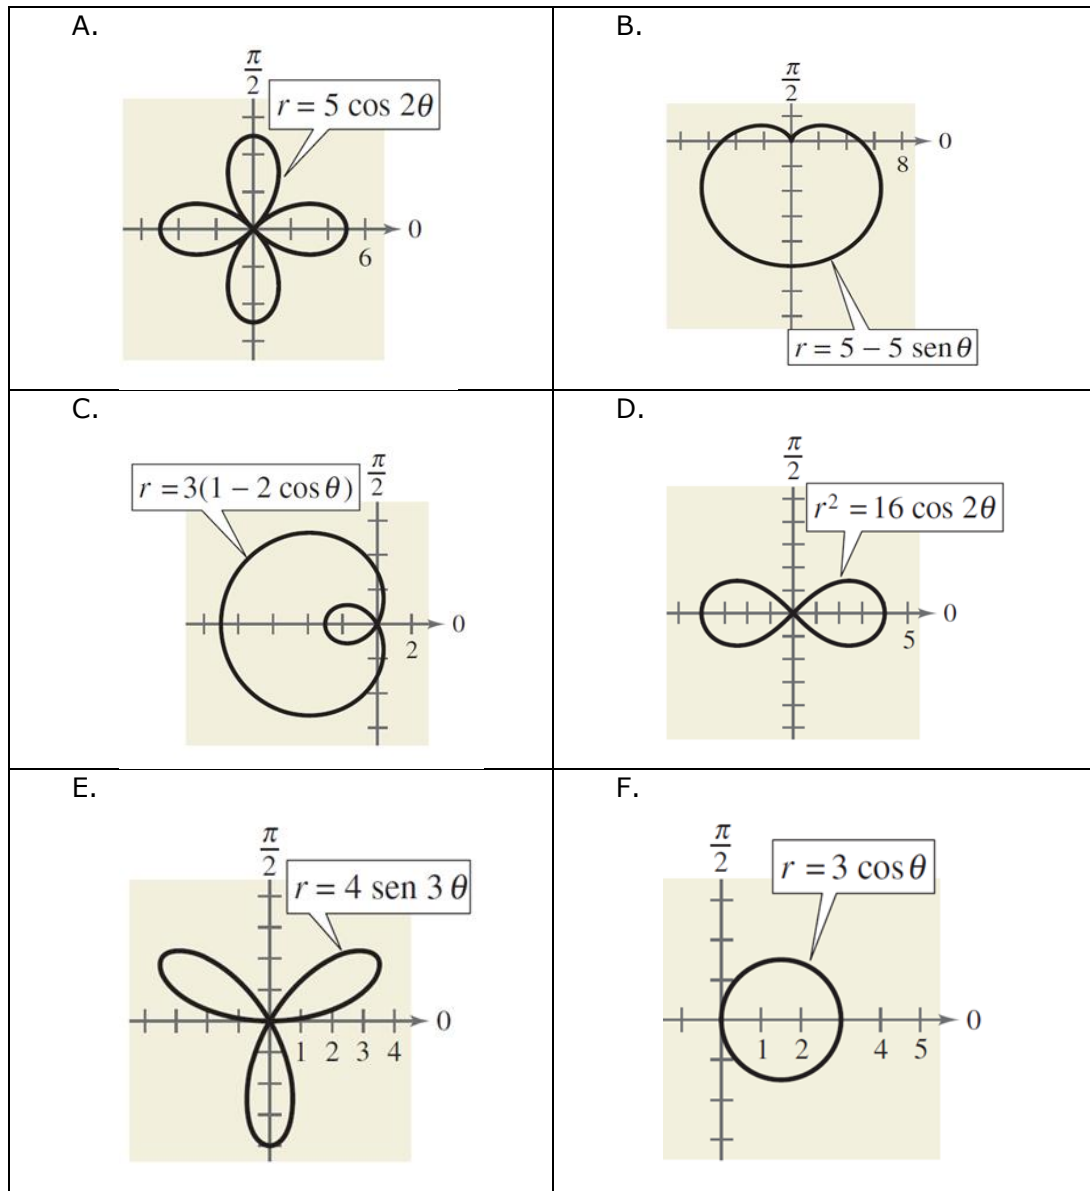 A.
π
2
r = 5 cos 2θ
0
6
B.
π
2
0
8
r = 5 − 5 sen θ
C.
π
2
r = 3(1 − 2 cos θ)
0
2
D.
π
2
r² = 16 cos 2θ
0
5
E.
π
2
r = 4 sen 3 θ
0
1 2 3 4
F.
π
2
r = 3 cos θ
0
1 2 4 5